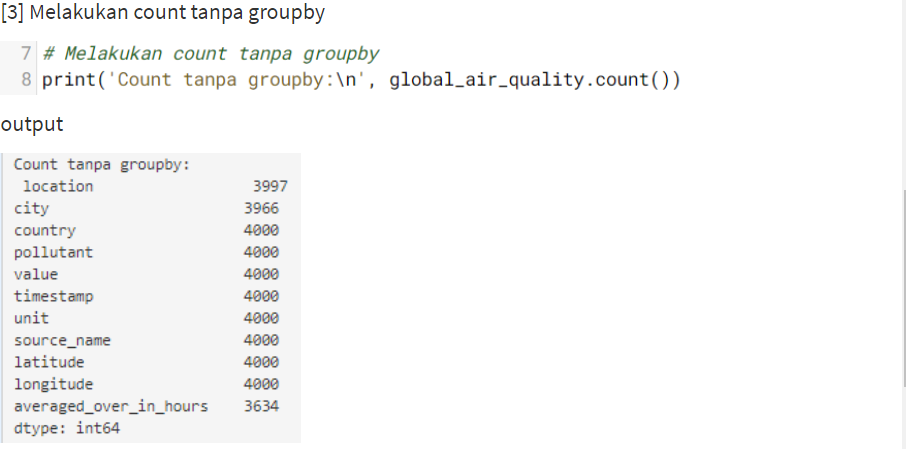 [3] Melakukan count tanpa groupby
7 # Melakukan count tanpa groupby
8 print('Count tanpa groupby:\n', global_air_quality.count())
output
Count tanpa groupby:
location 3997
city 3966
country 4000
pollutant 4000
value 4000
timestamp 4000
unit 4000
source_name 4000
latitude 4000
longitude 4000
averaged_over_in_hours 3634
dtype: int64